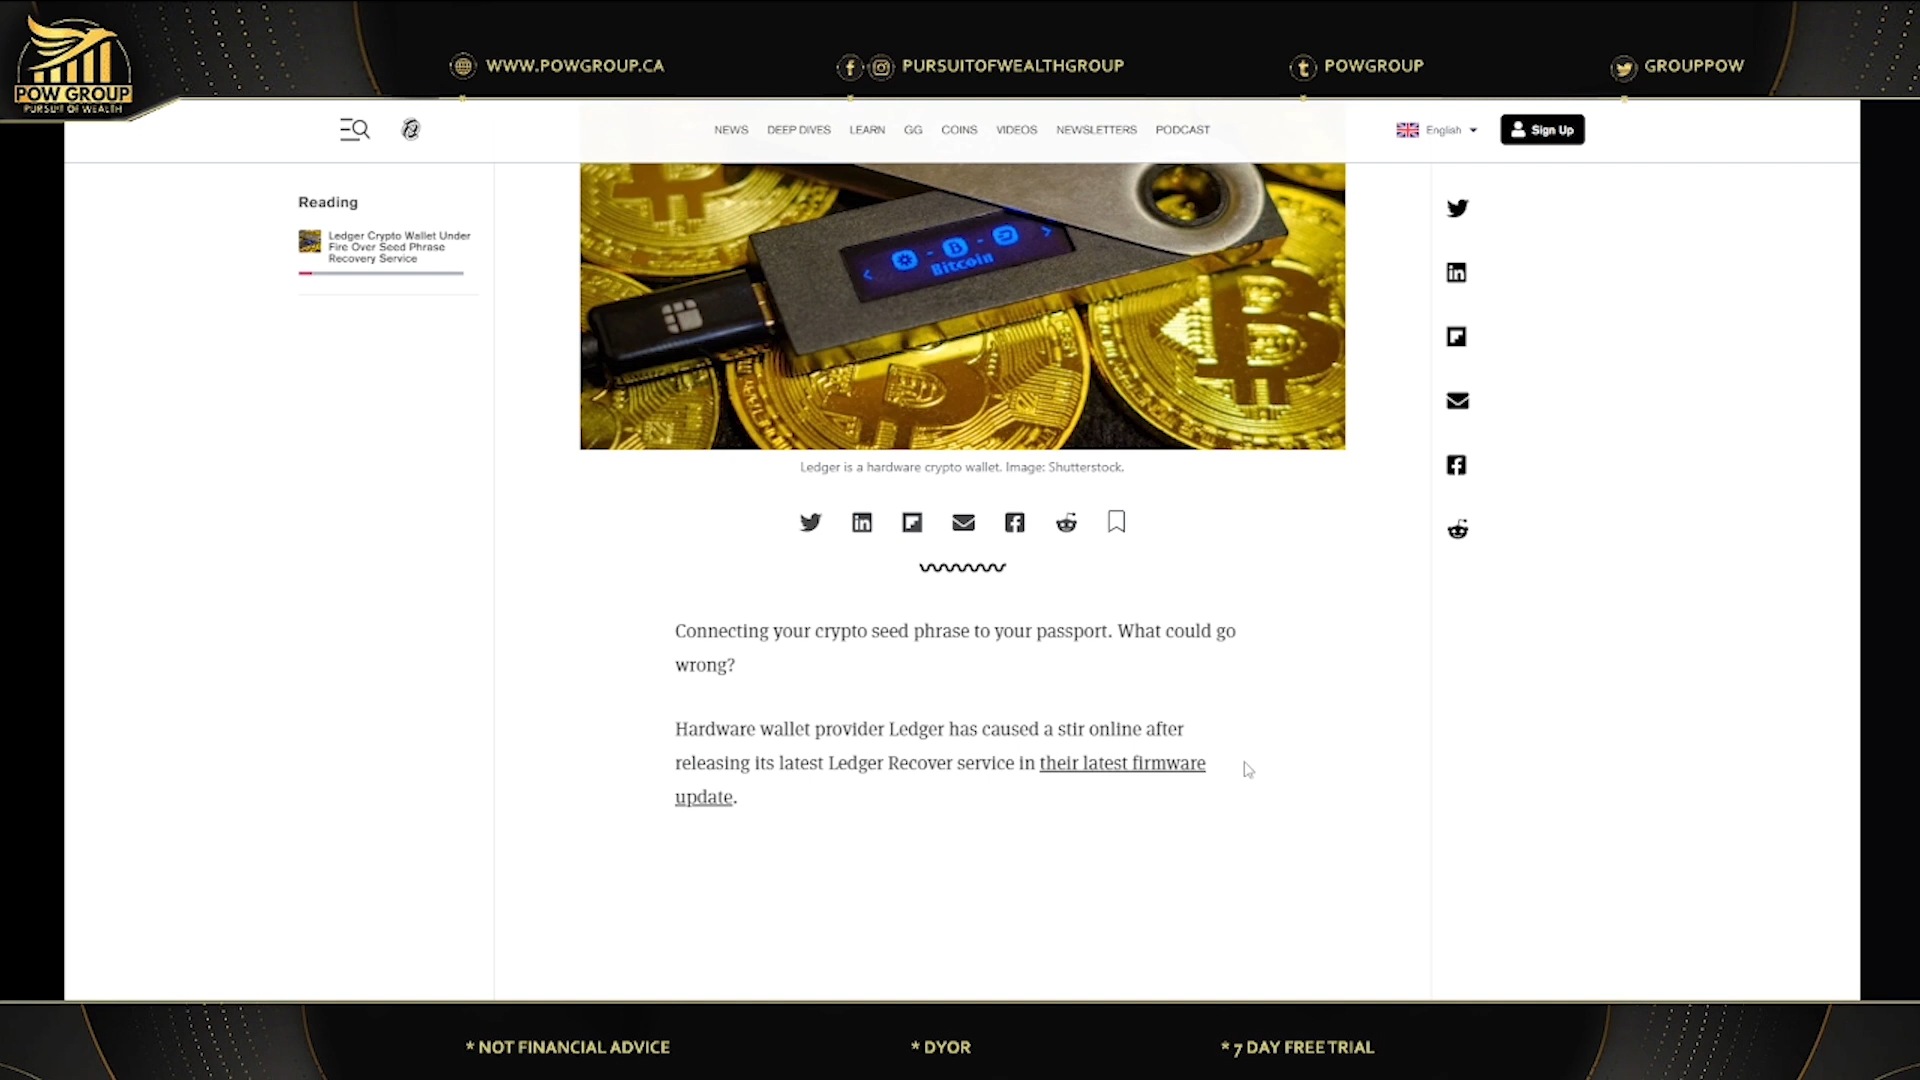 POW GROUP
PURSUIT OF WEALTH
WWW.POWGROUP.CA
PURSUITOFWEALTHGROUP
POWGROUP
GROUPPOW
NEWS
DEEP DIVES
LEARN
GG
COINS
VIDEOS
NEWSLETTERS
PODCAST
English
Sign Up
Reading
Ledger Crypto Wallet Under
Fire Over Seed Phrase
Recovery Service
Bitcoin
Ledger is a hardware crypto wallet. Image: Shutterstock.
Connecting your crypto seed phrase to your passport. What could go
wrong?
Hardware wallet provider Ledger has caused a stir online after
releasing its latest Ledger Recover service in their latest firmware
update.
* NOT FINANCIAL ADVICE
* DYOR
* 7 DAY FREE TRIAL